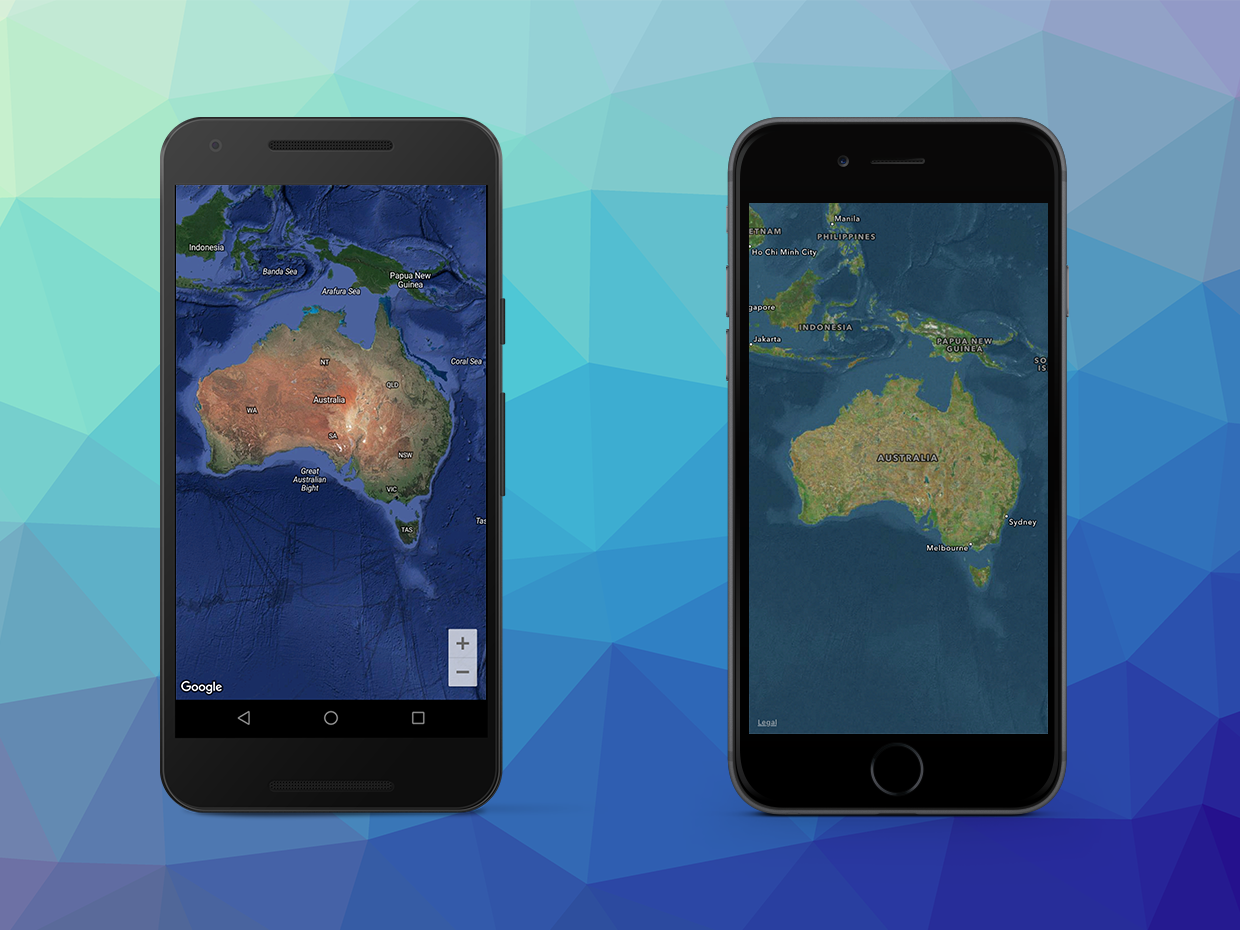 Indonesia
Banda Sea
Papua New
Guinea
Arafura Sea
Coral Sea
NT
QLD
Australia
WA
SA
NSW
Great
Australian
Bight
VIC
Tas
TAS
+
−
Google
Manila
ETNAM
PHILIPPINES
Ho Chi Minh City
gapore
INDONESIA
Jakarta
PAPUA NEW
GUINEA
SO
IS
AUSTRALIA
Sydney
Melbourne
Legal